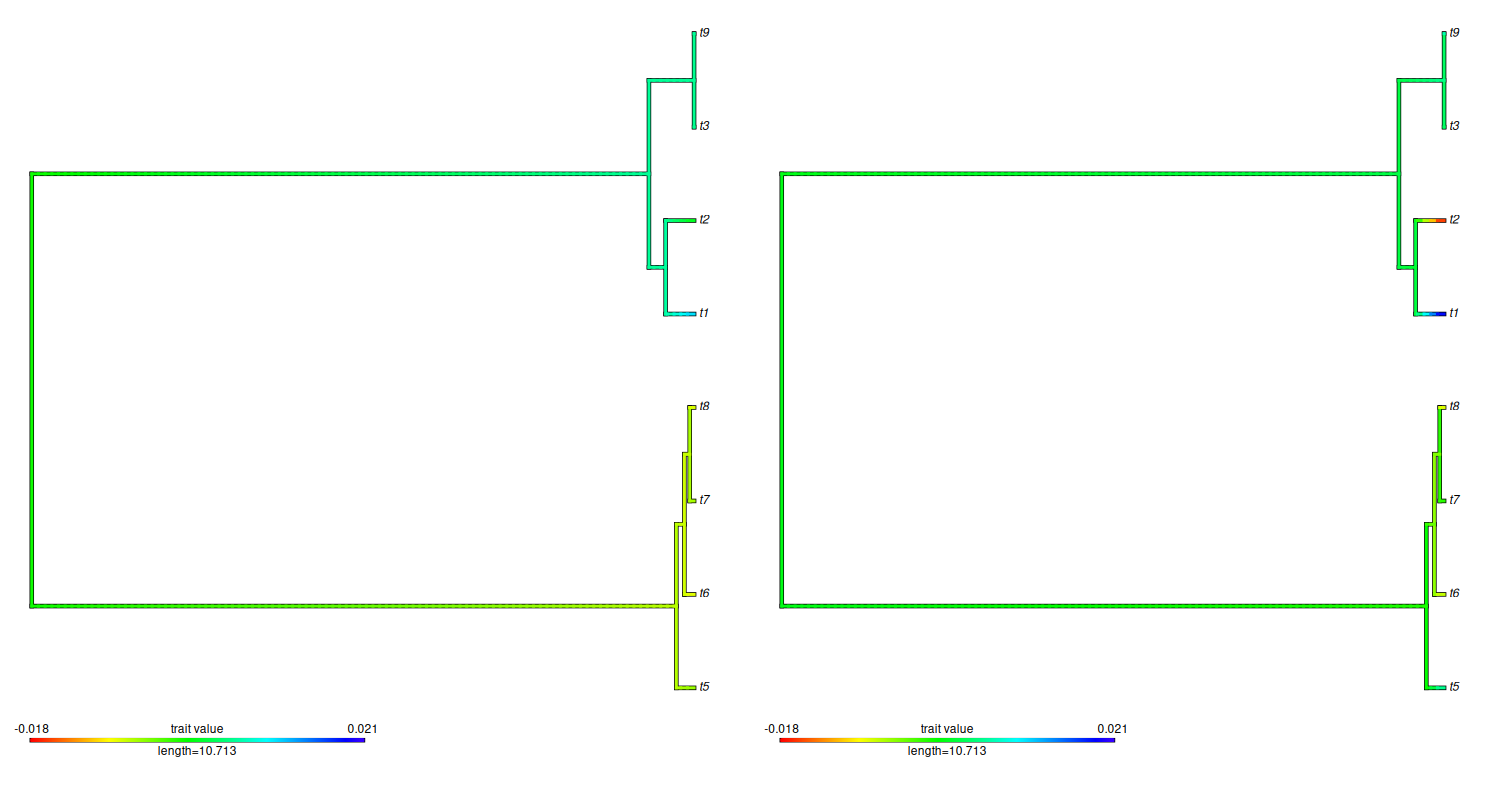 t9
t3
t2
t1
t8
t7
t6
t5
-0.018 trait value 0.021
length=10.713
t9
t3
t2
t1
t8
t7
t6
t5
-0.018 trait value 0.021
length=10.713